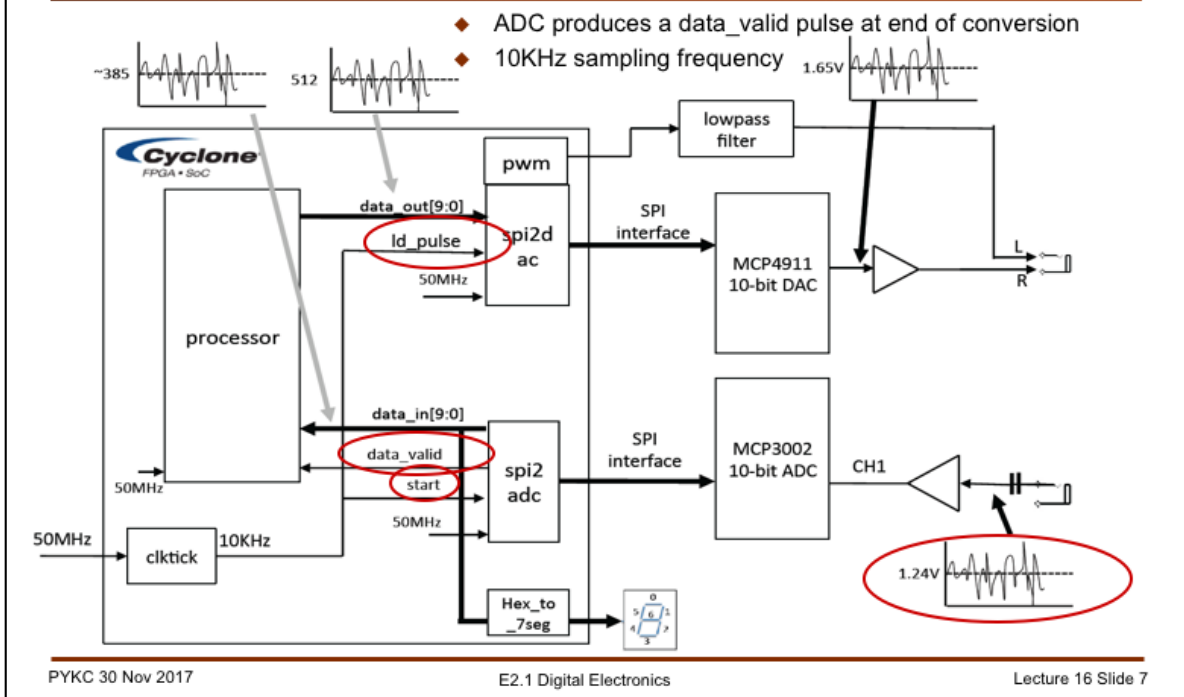 ADC produces a data_valid pulse at end of conversion
10KHz sampling frequency
~385
512
1.65V
Cyclone
FPGA • SoC
pwm
lowpass
filter
data_out[9:0]
ld_pulse
spi2d
ac
50MHz
SPI
interface
MCP4911
10-bit DAC
L
R
processor
data_in[9:0]
data_valid
start
spi2
adc
50MHz
50MHz
SPI
interface
MCP3002
10-bit ADC
CH1
1.24V
50MHz
clktick
10KHz
Hex_to
_7seg
0
5 6 1
4 2
3
PYKC 30 Nov 2017
E2.1 Digital Electronics
Lecture 16 Slide 7